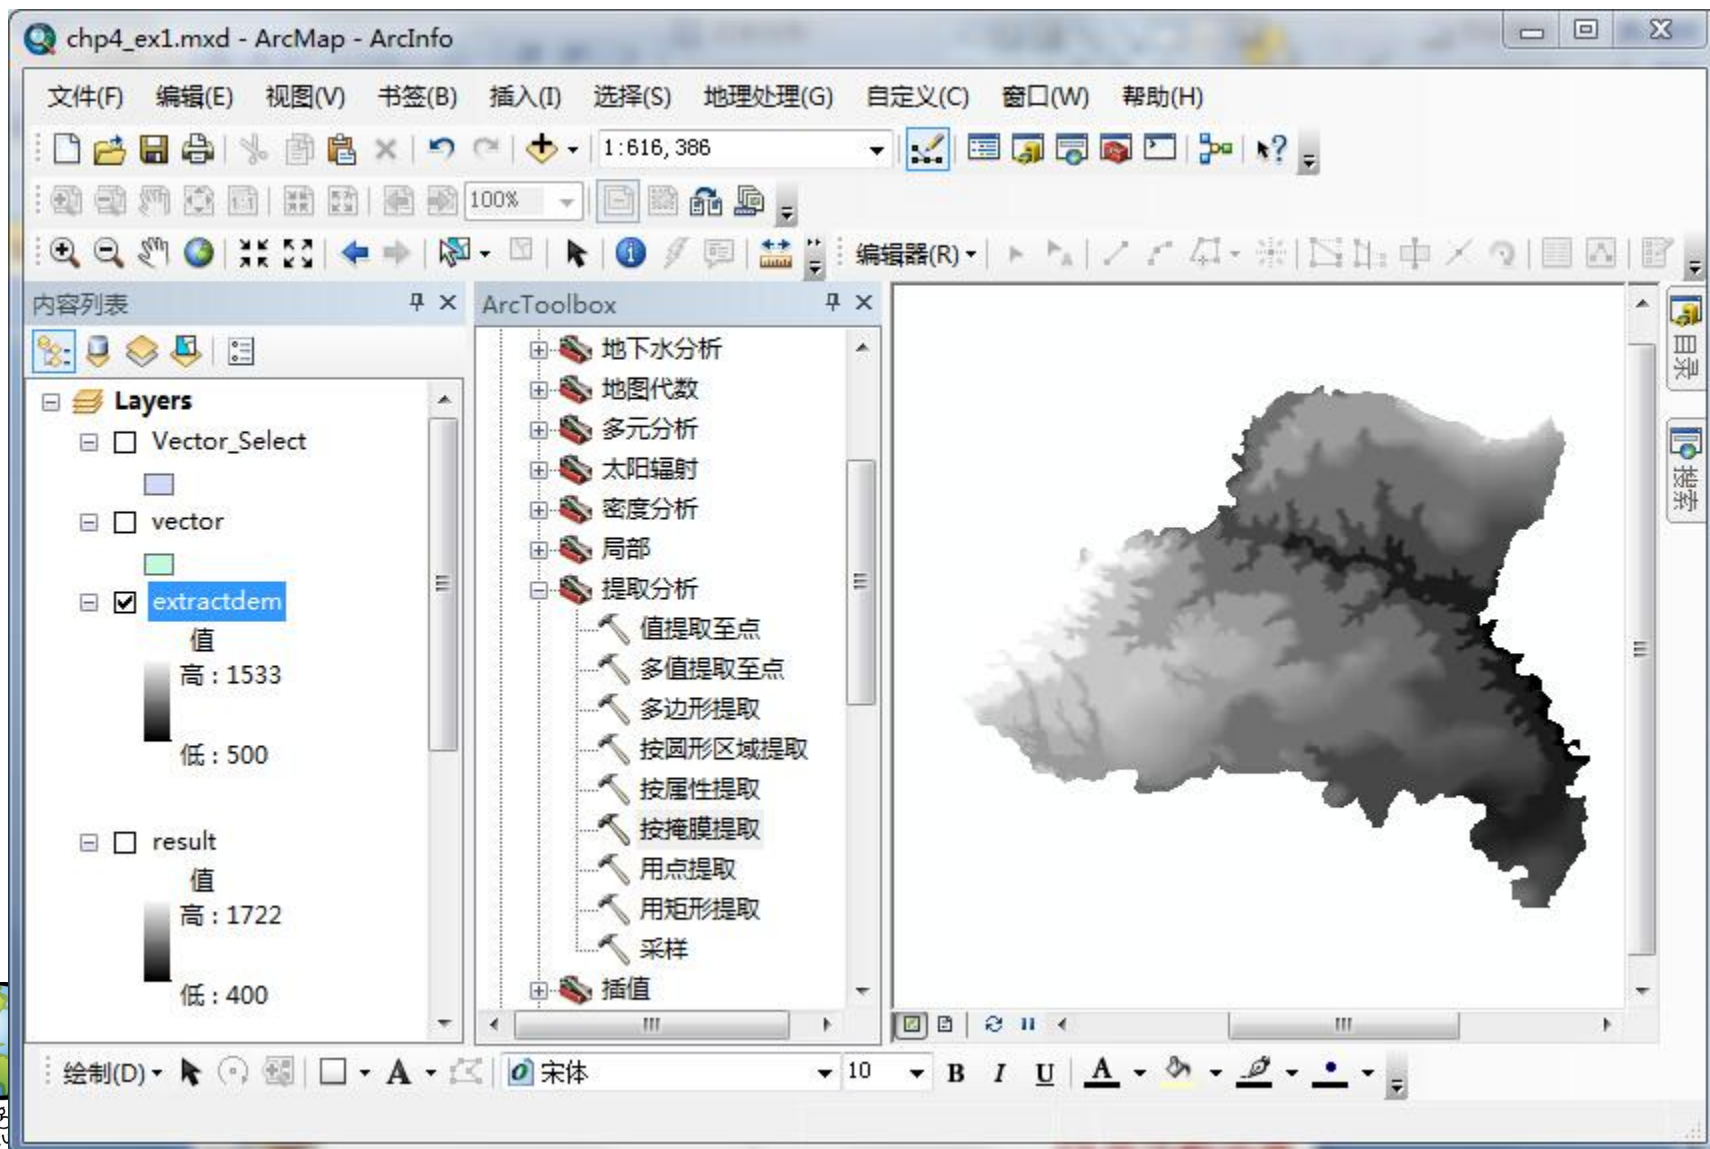 chp4_ex1.mxd - ArcMap - ArcInfo
文件(F) 编辑(E) 视图(V) 书签(B) 插入(I) 选择(S) 地理处理(G) 自定义(C) 窗口(W) 帮助(H)
1:616,386
100%
编辑器(R)
内容列表
Layers
Vector_Select
vector
extractdem
值
高 : 1533
低 : 500
result
值
高 : 1722
低 : 400
ArcToolbox
地下水分析
地图代数
多元分析
太阳辐射
密度分析
局部
提取分析
值提取至点
多值提取至点
多边形提取
按圆形区域提取
按属性提取
按掩膜提取
用点提取
用矩形提取
采样
插值
目录
搜索
绘制(D) A 宋体 10 B I U A